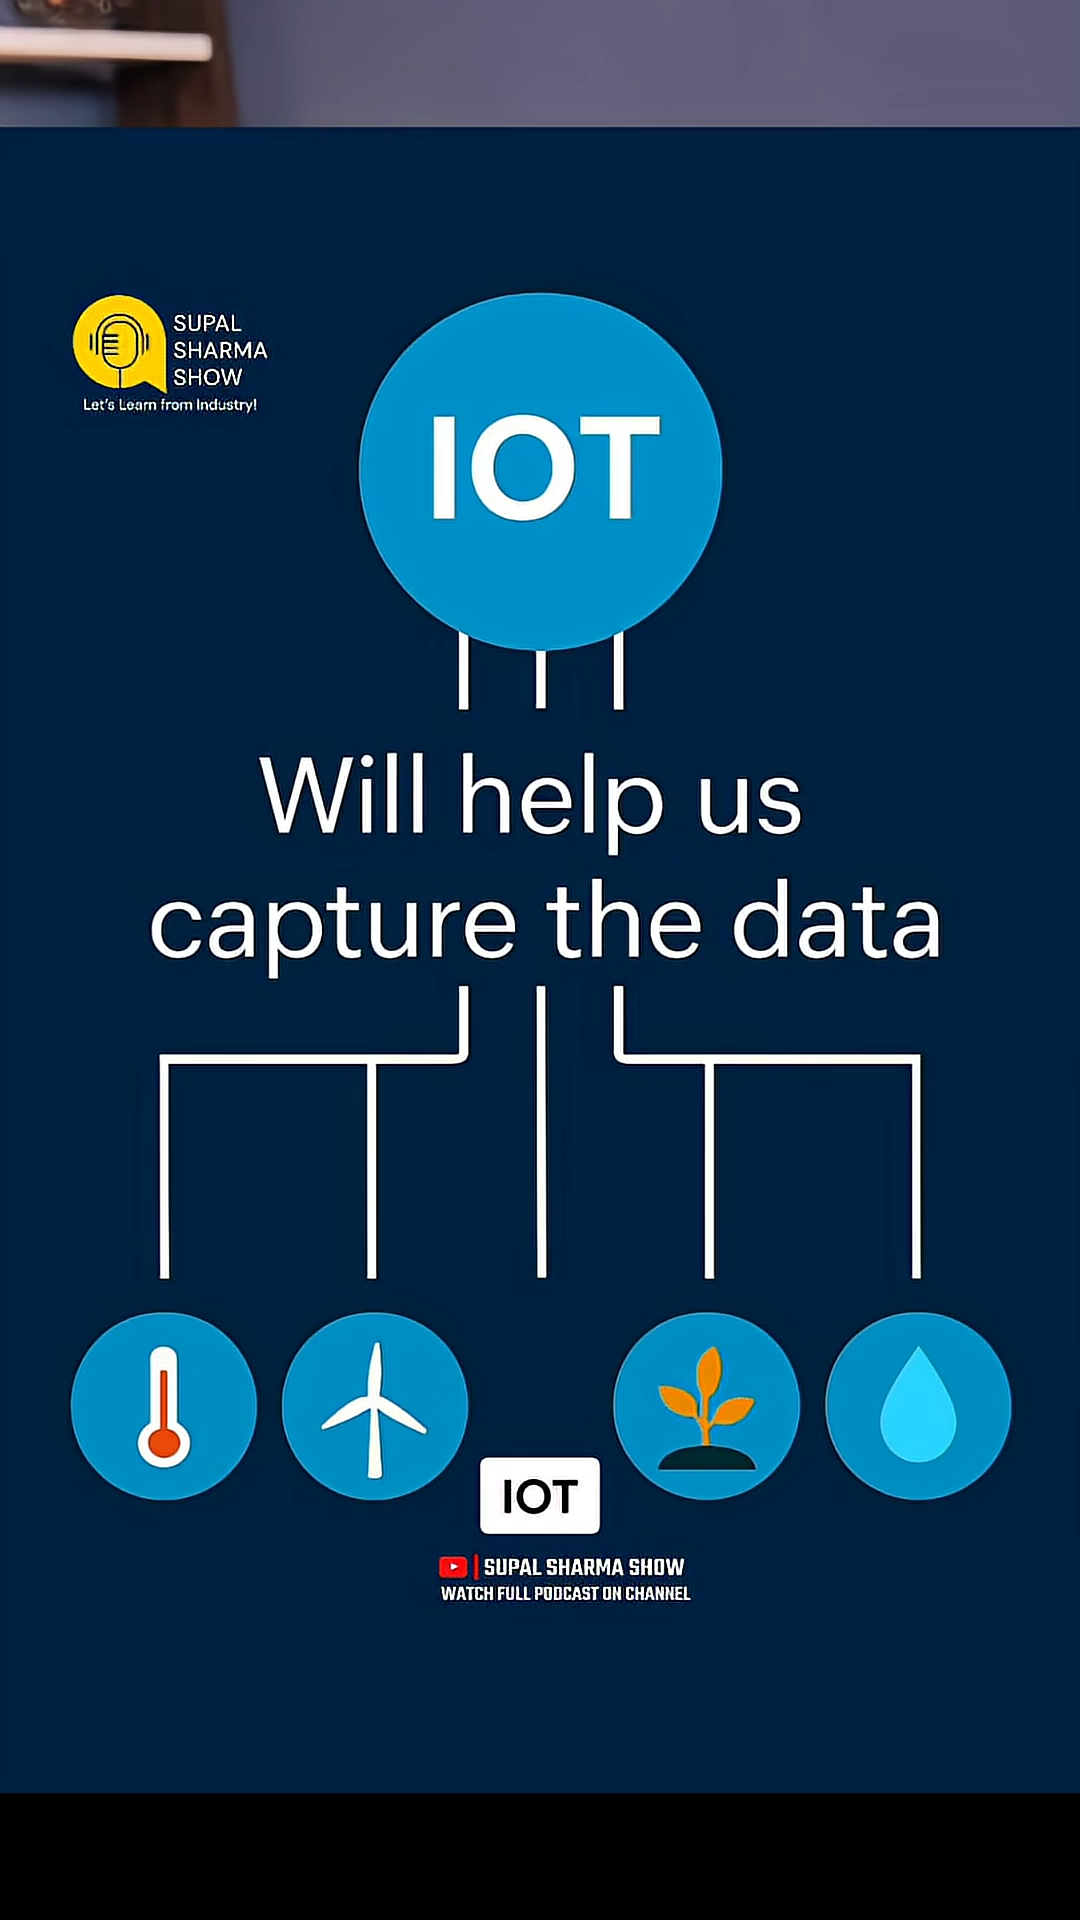 SUPAL
SHARMA
SHOW
Let's Learn from Industry!
IOT
Will help us
capture the data
IOT
SUPAL SHARMA SHOW
WATCH FULL PODCAST ON CHANNEL